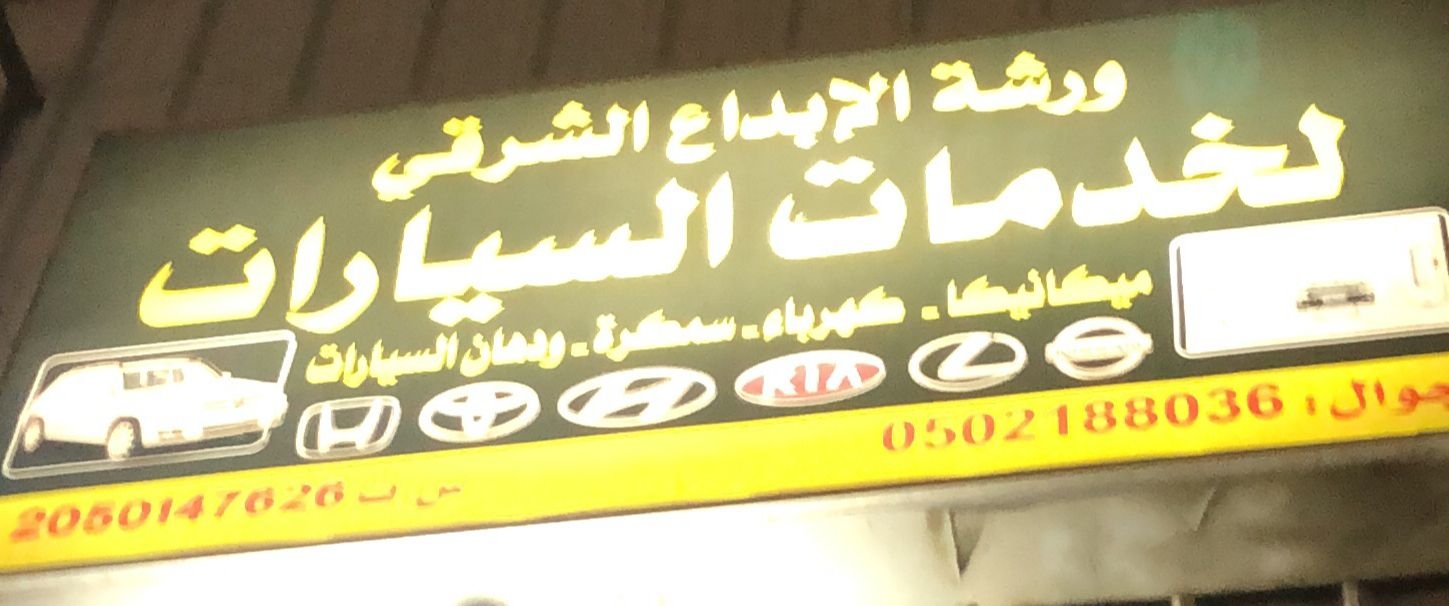 ورشة الإبداع الشرقي
لخدمات السيارات
ميكانيكا - كهرباء - سمكرة - ودهان السيارات
KIA
جوال : 0502188036
س ت 2050147626